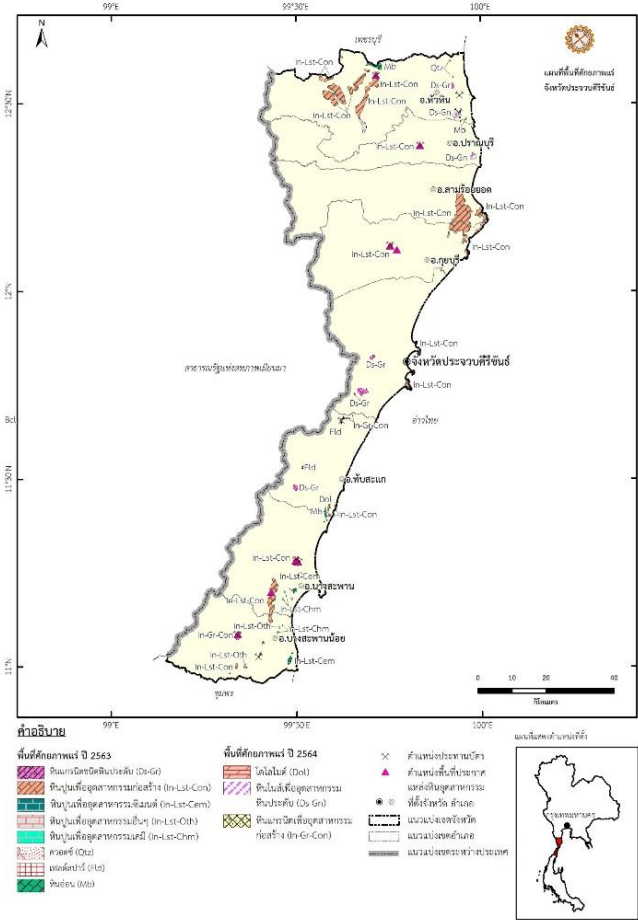 99°E
99°30'E
100°E
N
เพชรบุรี
แผนที่พื้นที่ศักยภาพแร่
จังหวัดประจวบคีรีขันธ์
In-Lst-Con
Mb
Qtz
In-Lst-Con
Ds-Gr
12°30'N
อ.หัวหิน
In-Lst-Con
In-Lst-Con
Ds-Gn
Mb
In-Lst-Con
อ.ปราณบุรี
Ds-Gn
อ.สามร้อยยอด
In-Lst-Con
In-Lst-Con
In-Lst-Con
In-Lst-Con
อ.กุยบุรี
12°N
In-Lst-Con
จังหวัดประจวบคีรีขันธ์
สาธารณรัฐแห่งสหภาพเมียนมา
Ds-Gr
In-Lst-Con
Ds-Gr
อ่าวไทย
Fld
In-Gr-Con
11°30'N
Fld
อ.ทับสะแก
Ds-Gr
Dol
Mb
In-Lst-Con
In-Lst-Con
In-Lst-Cem
อ.บางสะพาน
In-Lst-Con
In-Lst-Chm
In-Lst-Oth
In-Lst-Chm
In-Gr-Con
อ.บางสะพานน้อย
In-Lst-Oth
In-Lst-Con
In-Lst-Cem
11°N
ชุมพร
0 20 40 60
กิโลเมตร
99°E
99°30'E
100°E
คำอธิบาย
พื้นที่ศักยภาพแร่ ปี 2563
หินแกรนิตชนิดหินประดับ (Ds-Gr)
หินปูนเพื่ออุตสาหกรรมก่อสร้าง (In-Lst-Con)
หินปูนเพื่ออุตสาหกรรมซีเมนต์ (In-Lst-Cem)
หินปูนเพื่ออุตสาหกรรมอื่นๆ (In-Lst-Oth)
หินปูนเพื่ออุตสาหกรรมเคมี (In-Lst-Chm)
ควอตซ์ (Qtz)
เฟลด์สปาร์ (Fld)
หินอ่อน (Mb)
พื้นที่ศักยภาพแร่ ปี 2564
โดโลไมต์ (Dol)
หินไนส์เพื่ออุตสาหกรรม
หินประดับ (Ds-Gn)
หินแกรนิตเพื่ออุตสาหกรรม
ก่อสร้าง (In-Gr-Con)
ตำแหน่งประทานบัตร
ตำแหน่งพื้นที่ประกาศ
แหล่งหินอุตสาหกรรม
ที่ตั้งจังหวัด อำเภอ
แนวแบ่งเขตจังหวัด
แนวแบ่งเขตอำเภอ
แนวแบ่งเขตระหว่างประเทศ
แผนที่แสดงตำแหน่งที่ตั้ง
กรุงเทพมหานคร